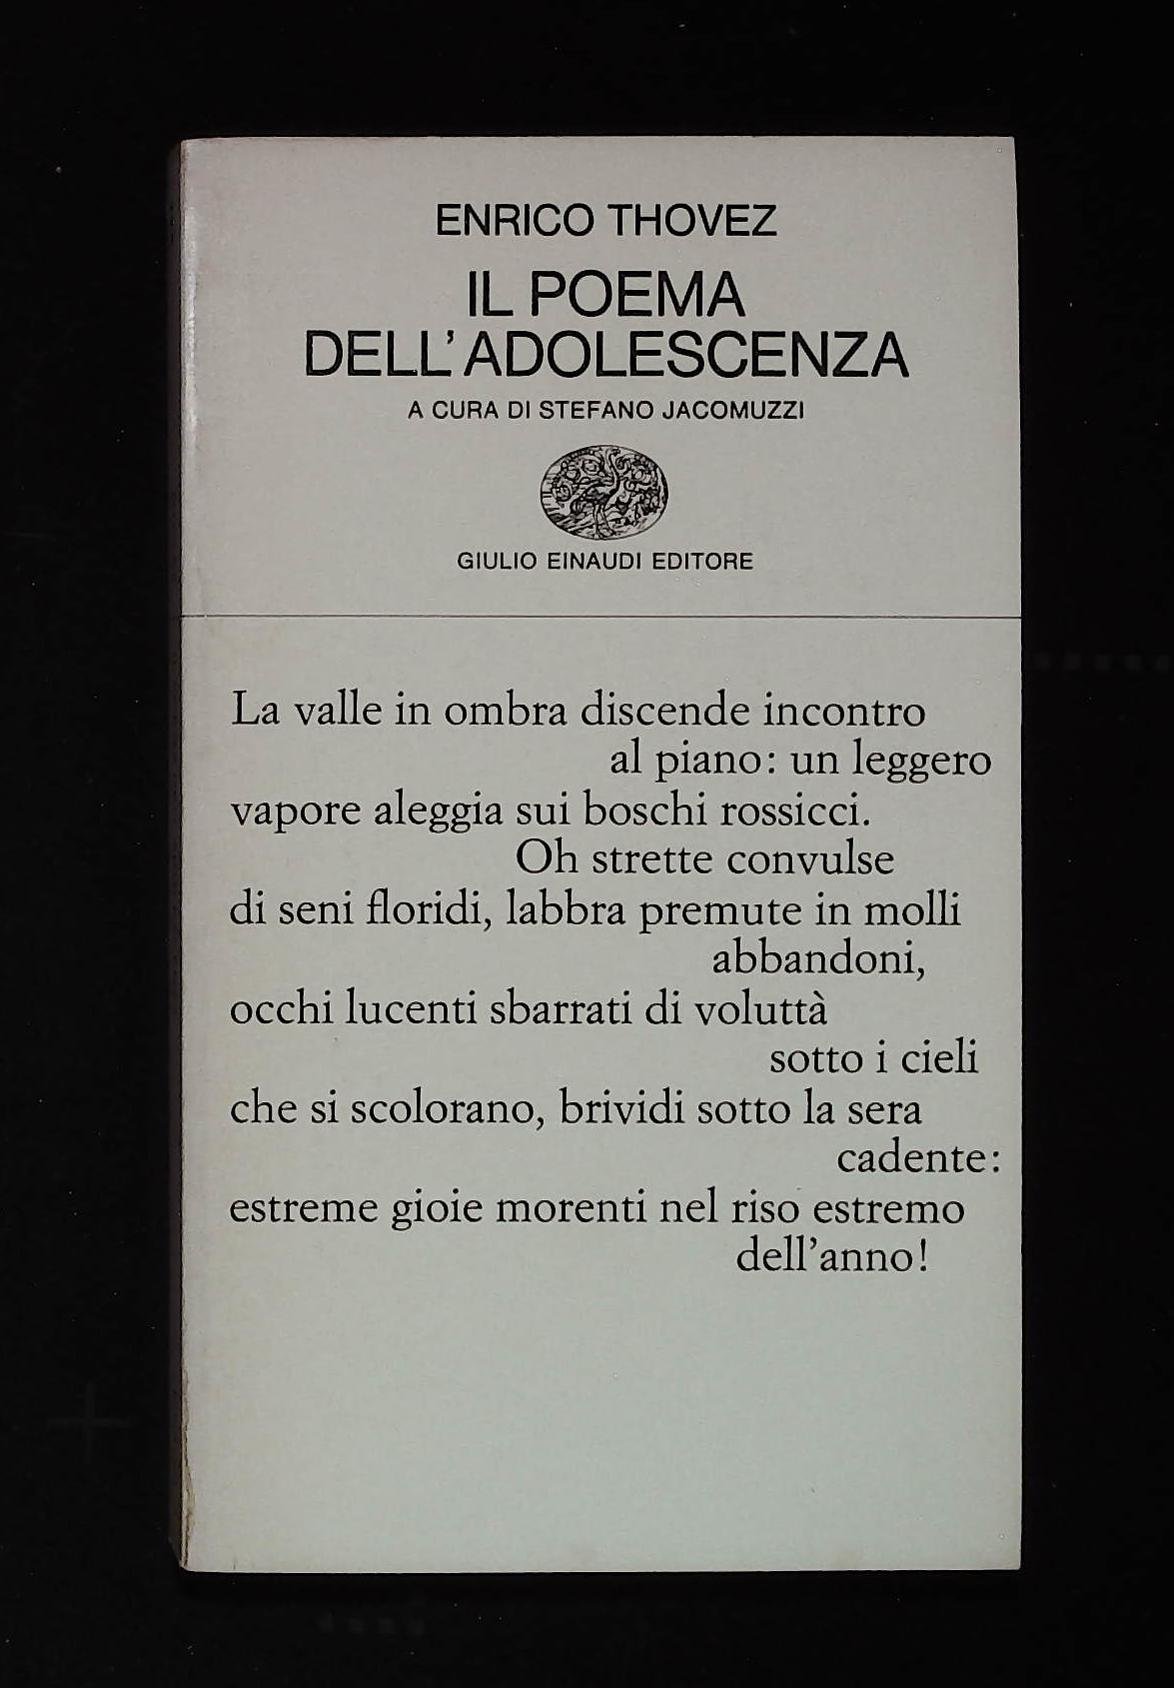 ENRICO THOVEZ
IL POEMA
DELL'ADOLESCENZA
A CURA DI STEFANO JACOMUZZI
GIULIO EINAUDI EDITORE
La valle in ombra discende incontro
al piano: un leggero
vapore aleggia sui boschi rossicci.
Oh strette convulse
di seni floridi, labbra premute in molli
abbandoni,
occhi lucenti sbarrati di voluttà
sotto i cieli
che si scolorano, brividi sotto la sera
cadente:
estreme gioie morenti nel riso estremo
dell'anno!